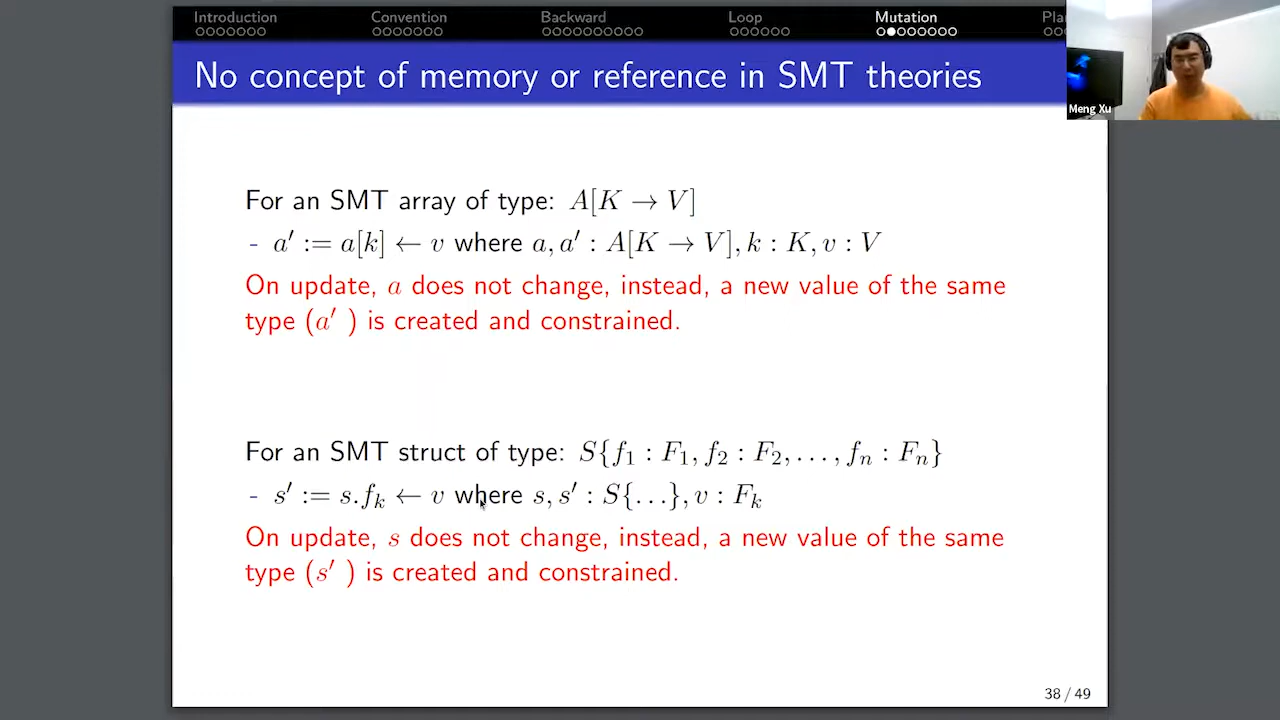 Introduction Convention Backward Loop Mutation Pla
No concept of memory or reference in SMT theories
Meng Xu
For an SMT array of type: A[K → V]
- a′ := a[k] ← v where a, a′ : A[K → V], k : K, v : V
On update, a does not change, instead, a new value of the same
type (a′ ) is created and constrained.
For an SMT struct of type: S{f₁ : F₁, f₂ : F₂, . . . , fₙ : Fₙ}
- s′ := s.fₖ ← v where s, s′ : S{. . .}, v : Fₖ
On update, s does not change, instead, a new value of the same
type (s′ ) is created and constrained.
38 / 49